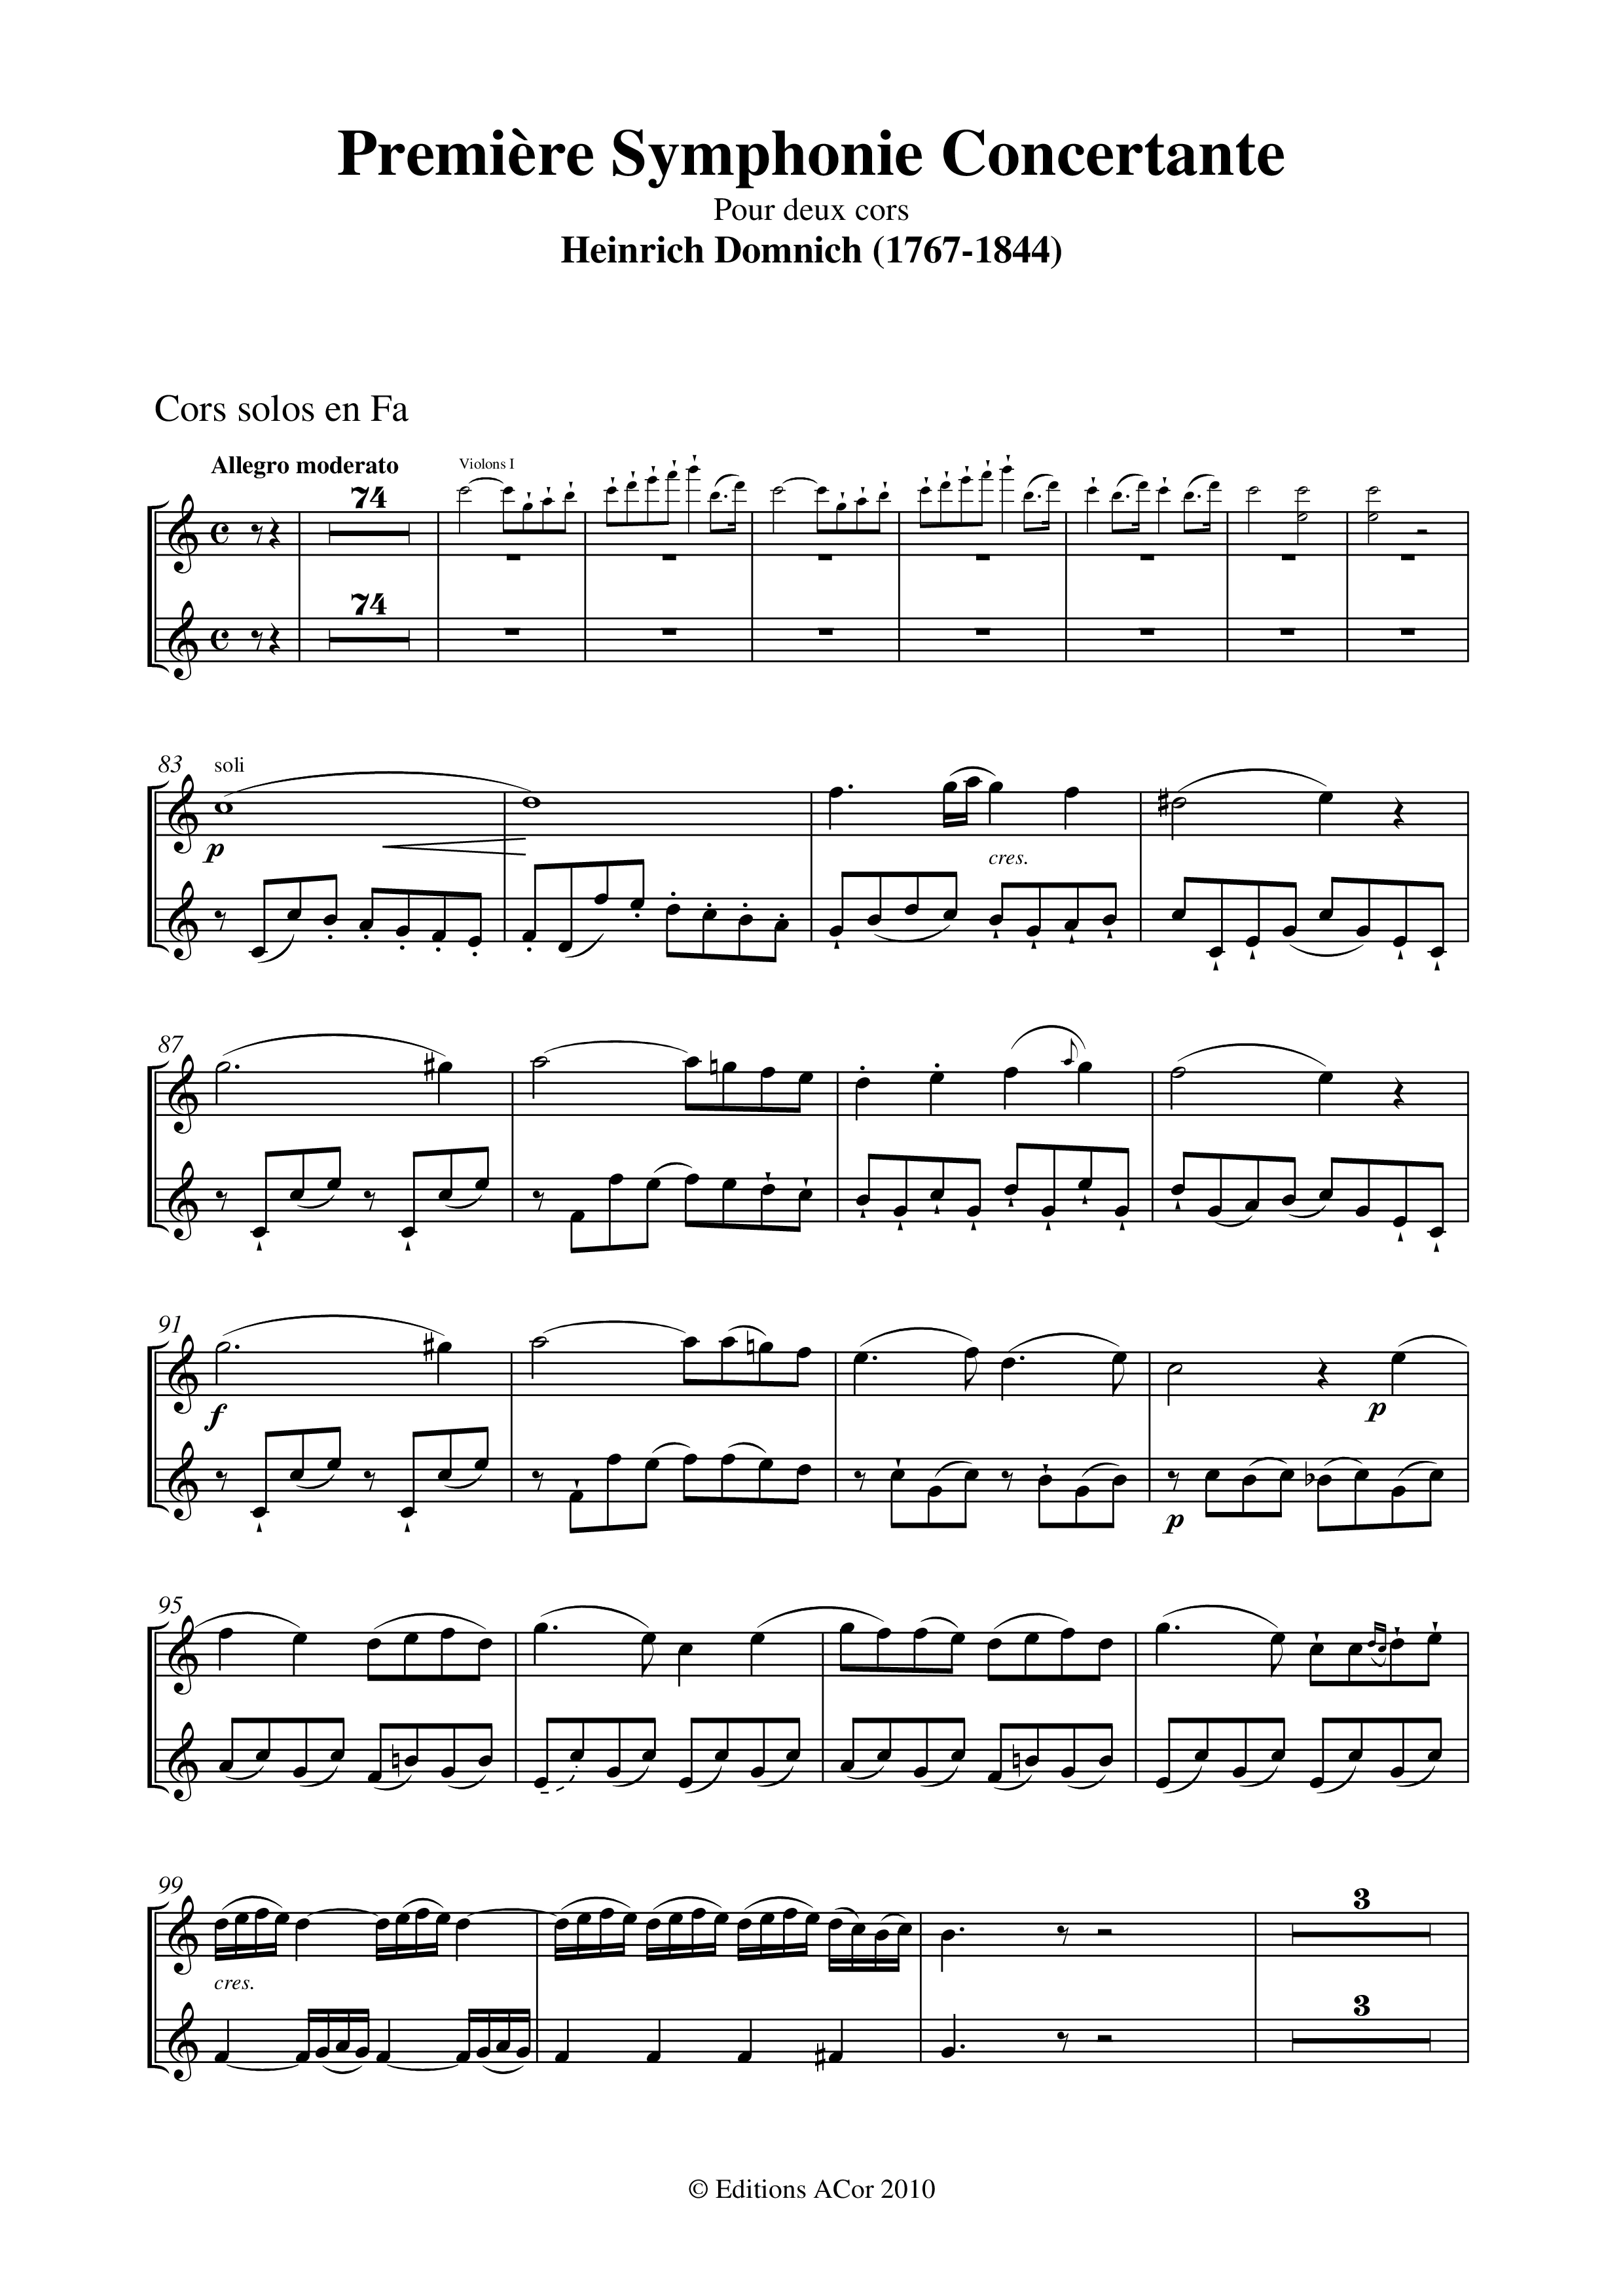 Première Symphonie Concertante
Pour deux cors
Heinrich Domnich (1767-1844)
Cors solos en Fa
Allegro moderato
Violons I
74
74
83
soli
p
cres.
87
91
f
p
p
95
99
cres.
3
3
© Editions ACor 2010